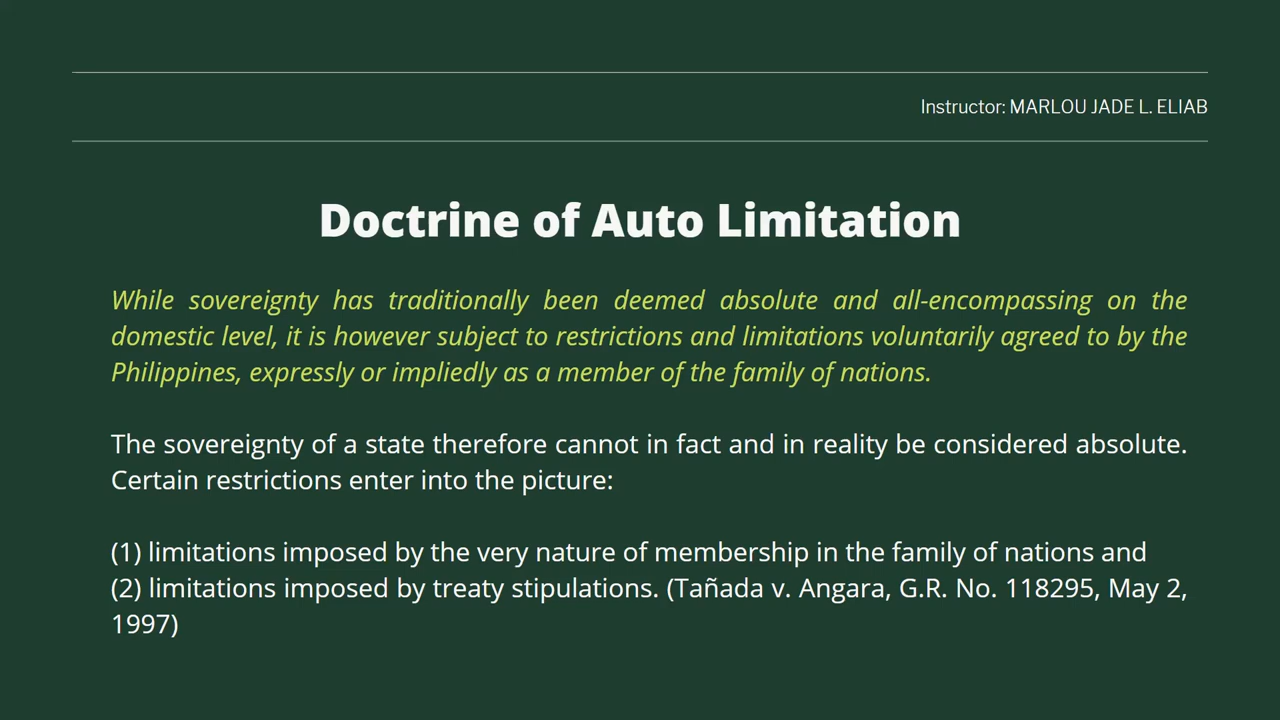 Instructor: MARLOU JADE L. ELIAB
Doctrine of Auto Limitation
While sovereignty has traditionally been deemed absolute and all-encompassing on the
domestic level, it is however subject to restrictions and limitations voluntarily agreed to by the
Philippines, expressly or impliedly as a member of the family of nations.
The sovereignty of a state therefore cannot in fact and in reality be considered absolute.
Certain restrictions enter into the picture:
(1) limitations imposed by the very nature of membership in the family of nations and
(2) limitations imposed by treaty stipulations. (Tañada v. Angara, G.R. No. 118295, May 2,
1997)